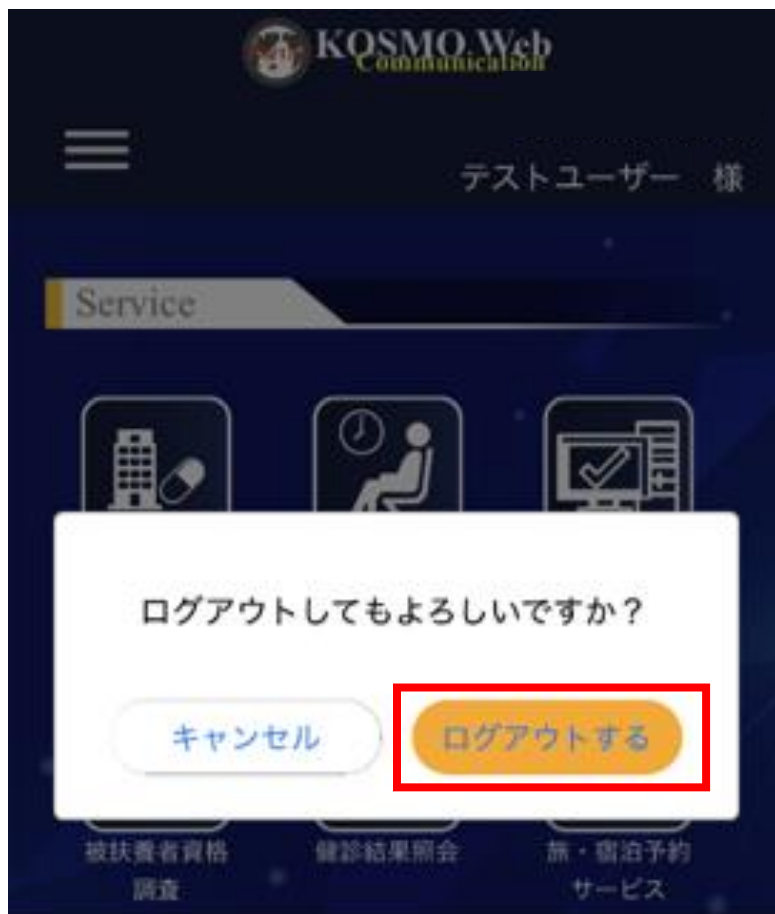 KOSMO.Web
Communication
テストユーザー 様
Service
ログアウトしてもよろしいですか？
キャンセル
ログアウトする
被扶養者資格
調査
健診結果照会
旅・宿泊予約
サービス